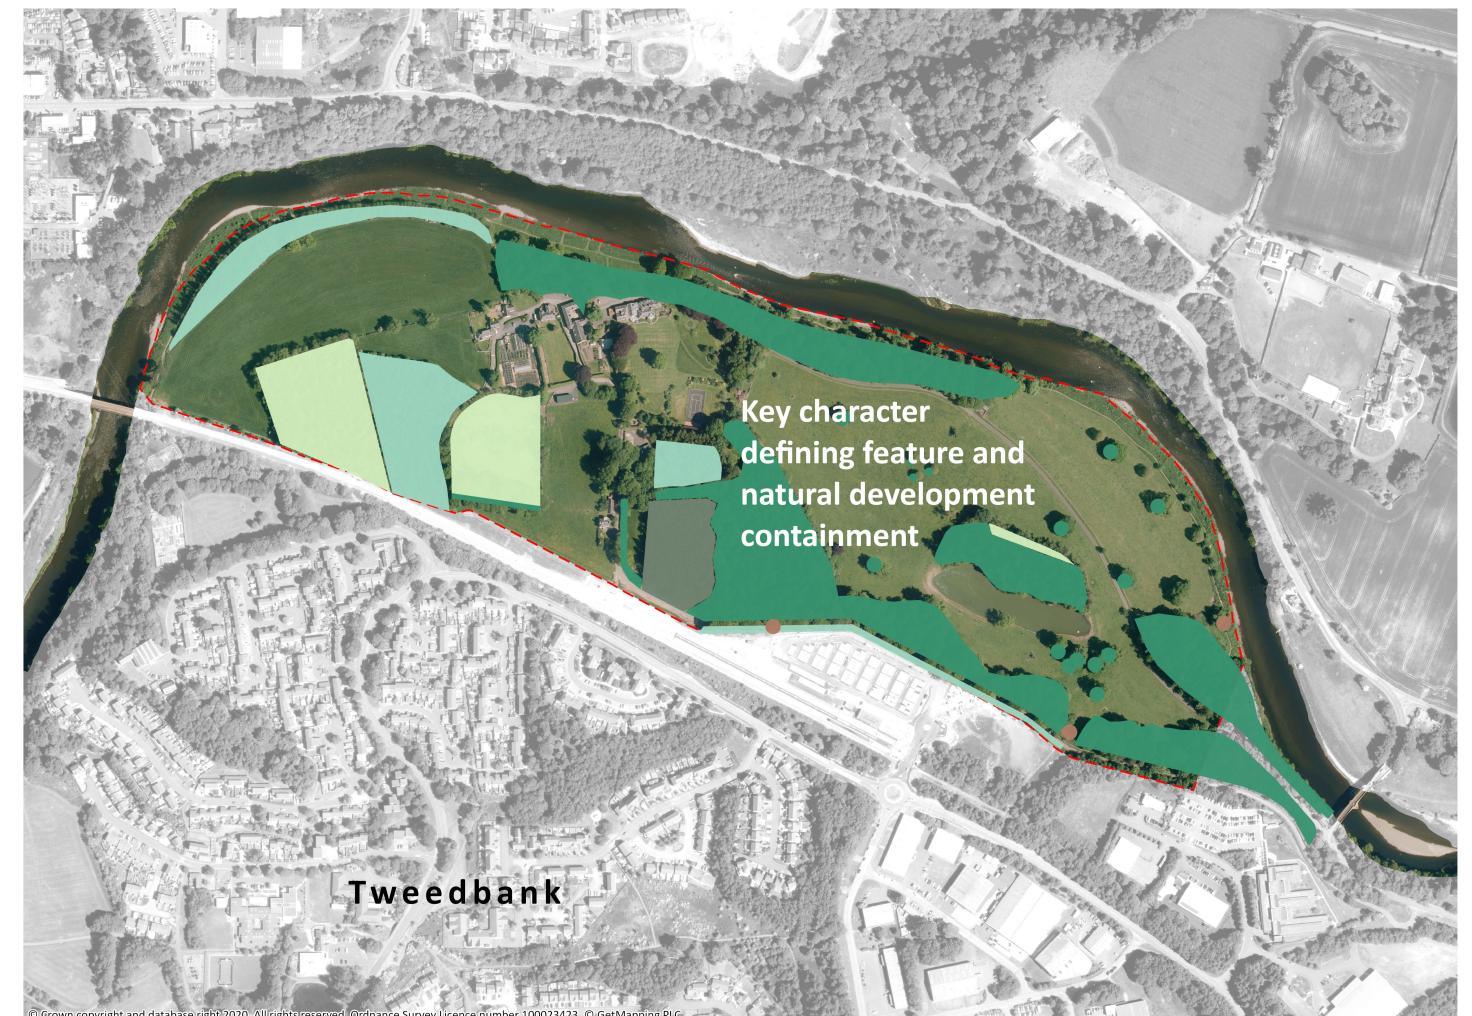 Key character
defining feature and
natural development
containment
Tweedbank
© Crown copyright and database right 2020. All rights reserved. Ordnance Survey Licence number 100023423. © GetMapping PLC